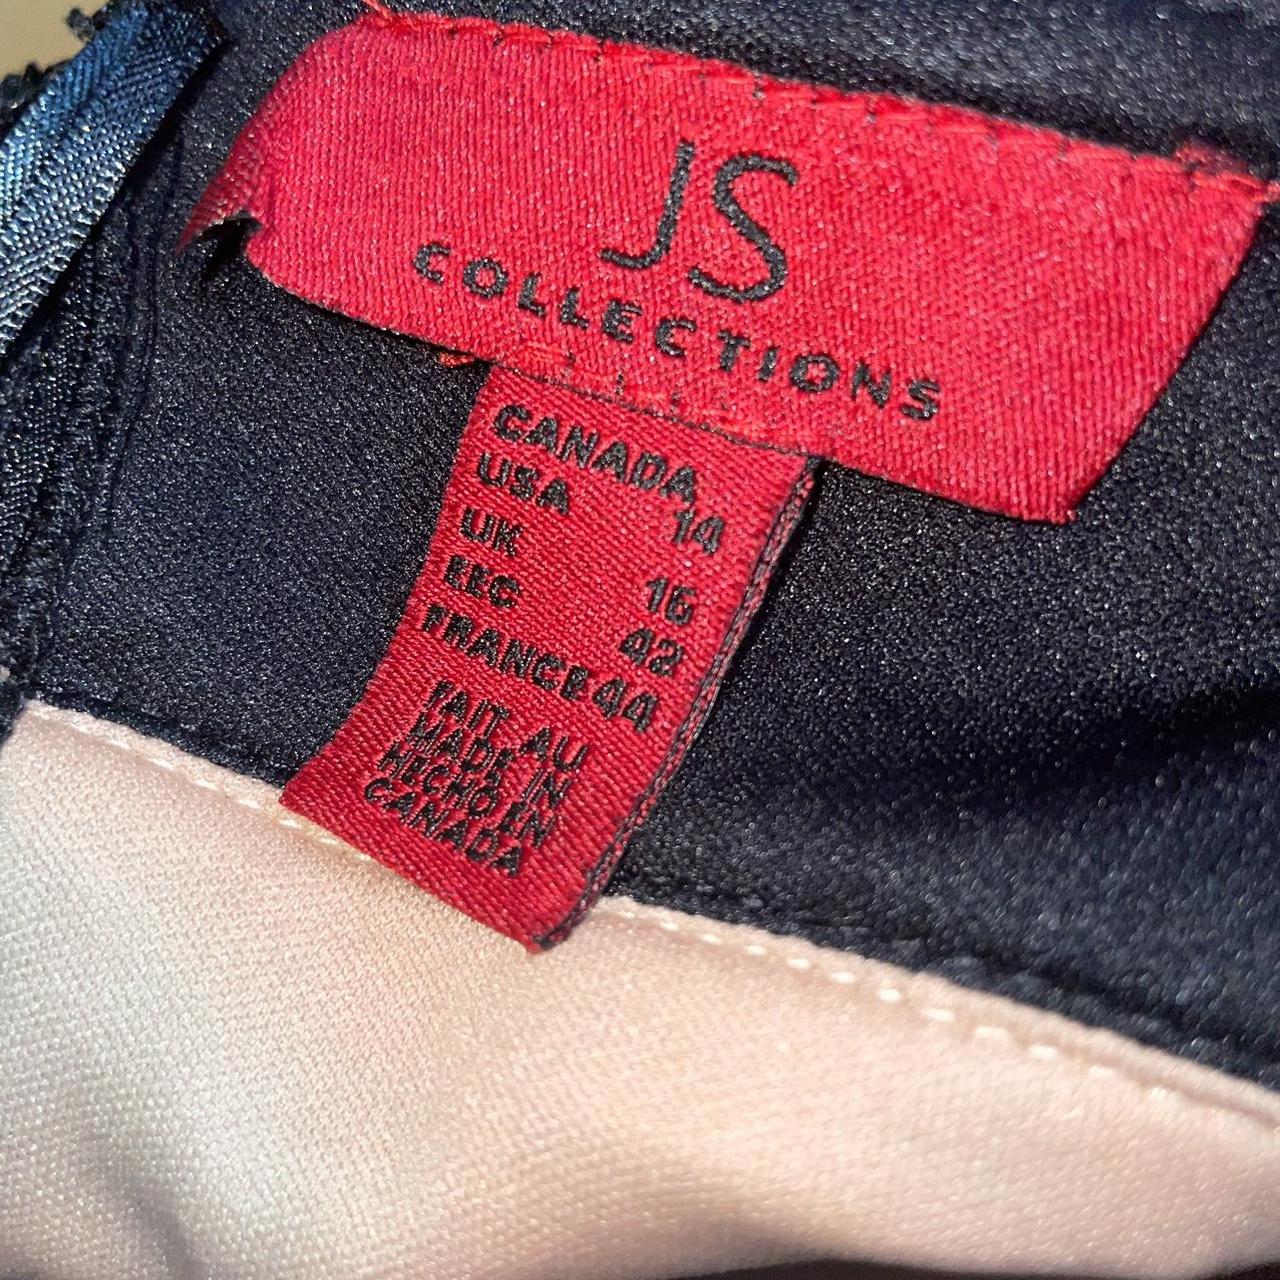 JS
COLLECTIONS
CANADA
USA 14
UK 16
EEC 42
FRANCE 44
FAIT AU
MADE IN
HECHO EN
CANADA